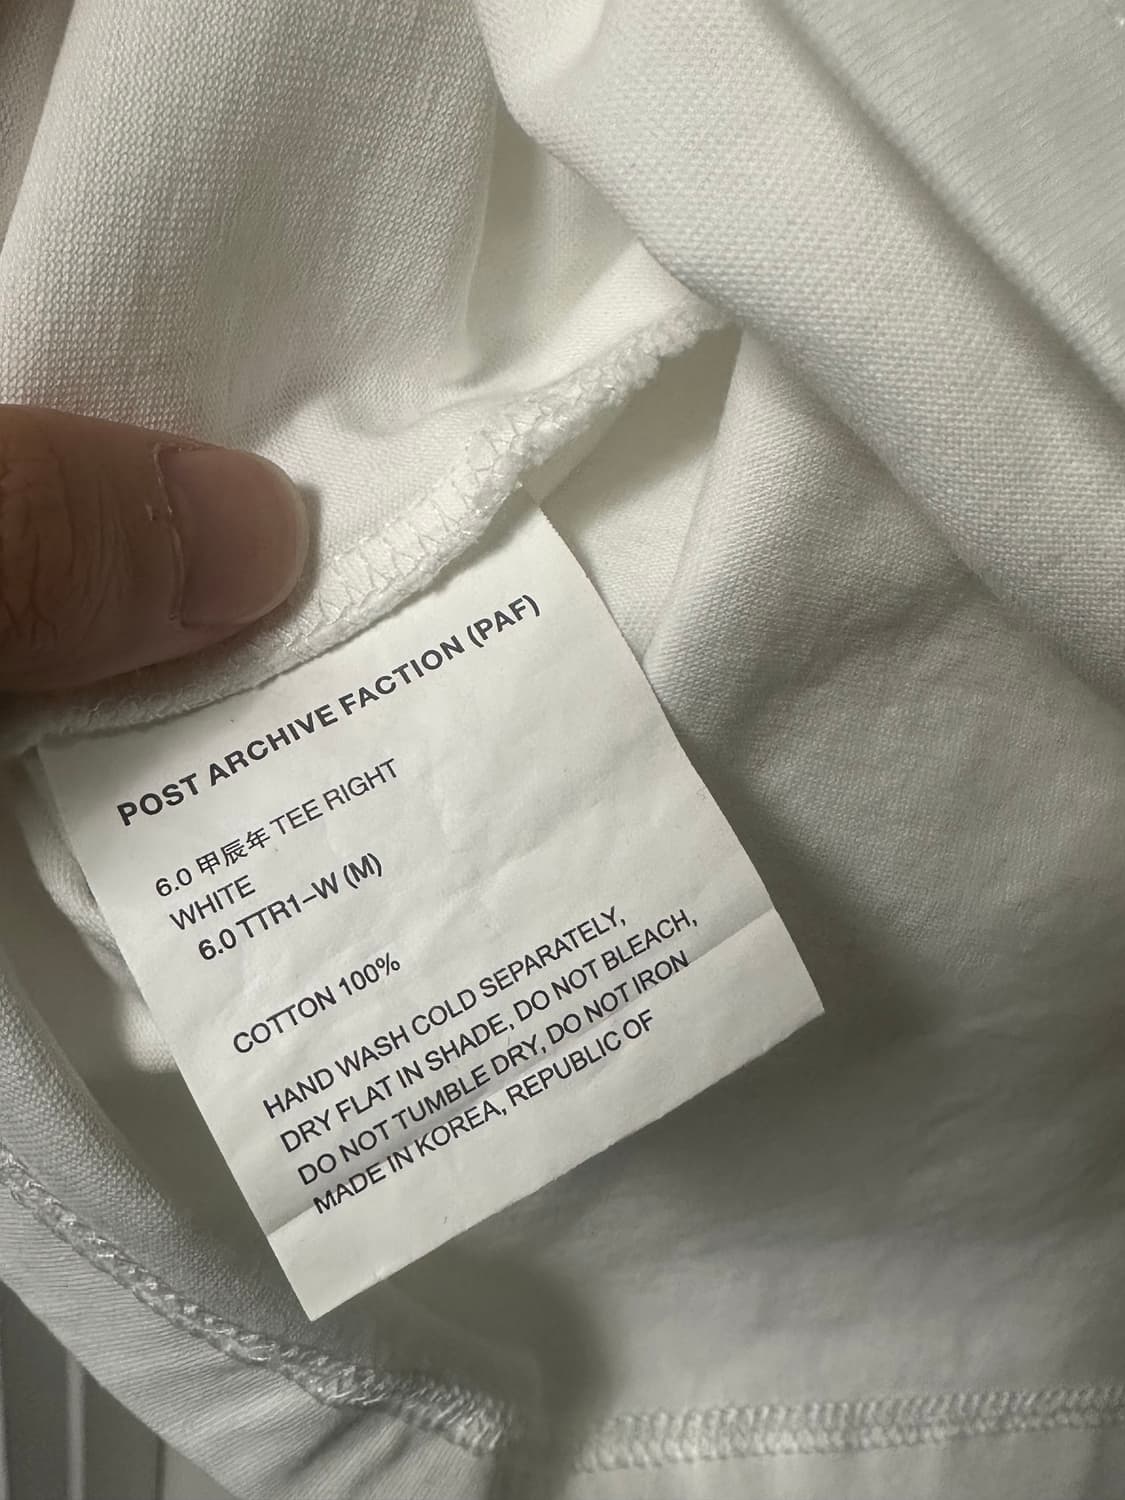 POST ARCHIVE FACTION (PAF)
6.0 甲辰年 TEE RIGHT
WHITE
6.0 TTR1–W (M)
COTTON 100%
HAND WASH COLD SEPARATELY,
DRY FLAT IN SHADE, DO NOT BLEACH,
DO NOT TUMBLE DRY, DO NOT IRON
MADE IN KOREA, REPUBLIC OF